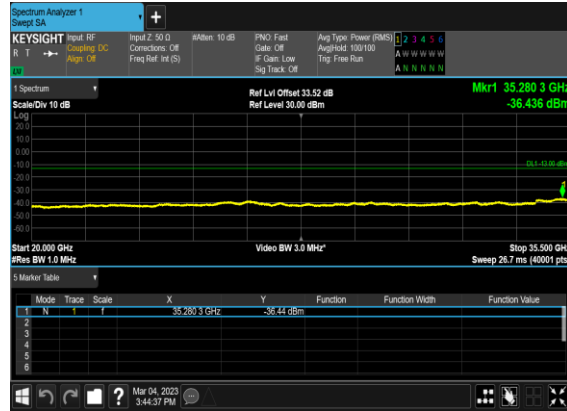 Spectrum Analyzer 1
Swept SA
+
KEYSIGHT Input: RF Input Z: 50 Ω #Atten: 10 dB PNO: Fast Avg Type: Power (RMS) 1 2 3 4 5 6
R T Coupling: DC Corrections: Off Gate: Off Avg|Hold: 100/100 A W W W W W
Align: Off Freq Ref: Int (S) IF Gain: Low Trig: Free Run
Sig Track: Off A N N N N N
1 Spectrum Ref Lvl Offset 33.52 dB Mkr1 35.280 3 GHz
Scale/Div 10 dB Ref Level 30.00 dBm -36.436 dBm
Log
20.0
10.0
0.00
-10.0
DL1 -13.00 dBm
-20.0
1
-30.0
-40.0
-50.0
-60.0
Start 20.000 GHz Video BW 3.0 MHz* Stop 35.500 GHz
#Res BW 1.0 MHz Sweep 26.7 ms (40001 pts)
5 Marker Table
Mode Trace Scale X Y Function Function Width Function Value
1 N 1 f 35.280 3 GHz -36.44 dBm
2
3
4
5
6
? Mar 04, 2023
3:44:37 PM